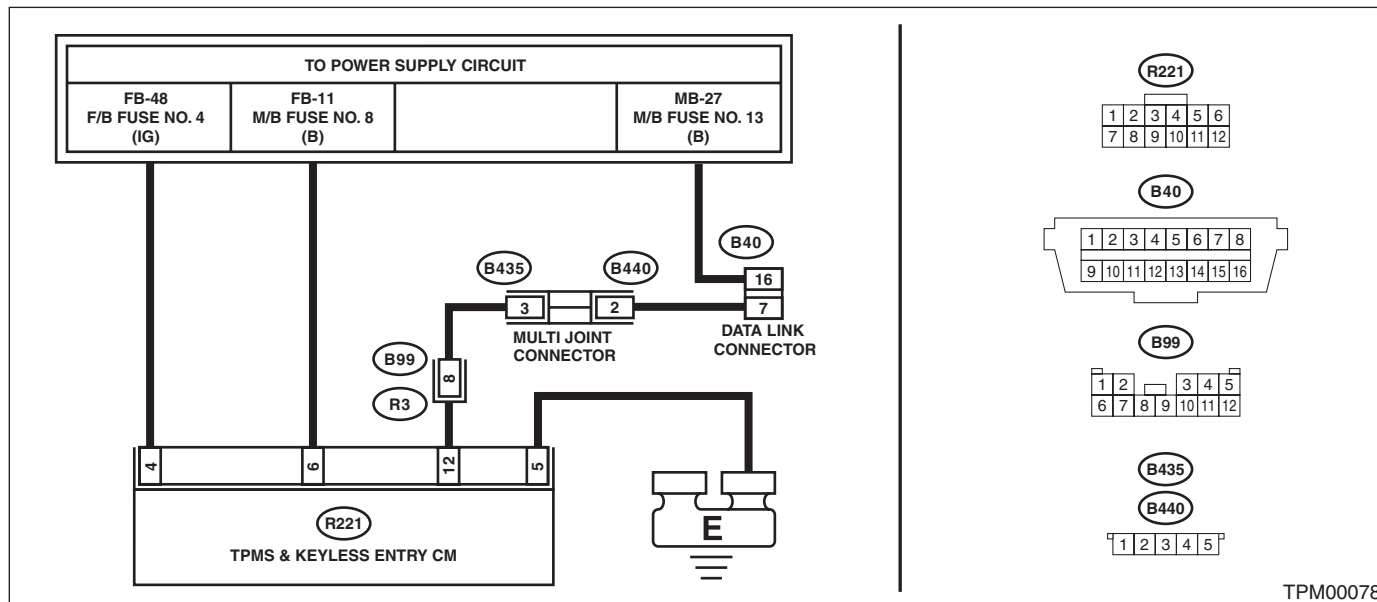 TO POWER SUPPLY CIRCUIT
FB-48
F/B FUSE NO. 4
(IG)
FB-11
M/B FUSE NO. 8
(B)
MB-27
M/B FUSE NO. 13
(B)
B40
B435
B440
16
3
2
7
MULTI JOINT
CONNECTOR
DATA LINK
CONNECTOR
B99
8
R3
4
6
12
5
R221
TPMS & KEYLESS ENTRY CM
E
R221
1 2 3 4 5 6
7 8 9 10 11 12
B40
1 2 3 4 5 6 7 8
9 10 11 12 13 14 15 16
B99
1 2 3 4 5
6 7 8 9 10 11 12
B435
B440
1 2 3 4 5
TPM00078